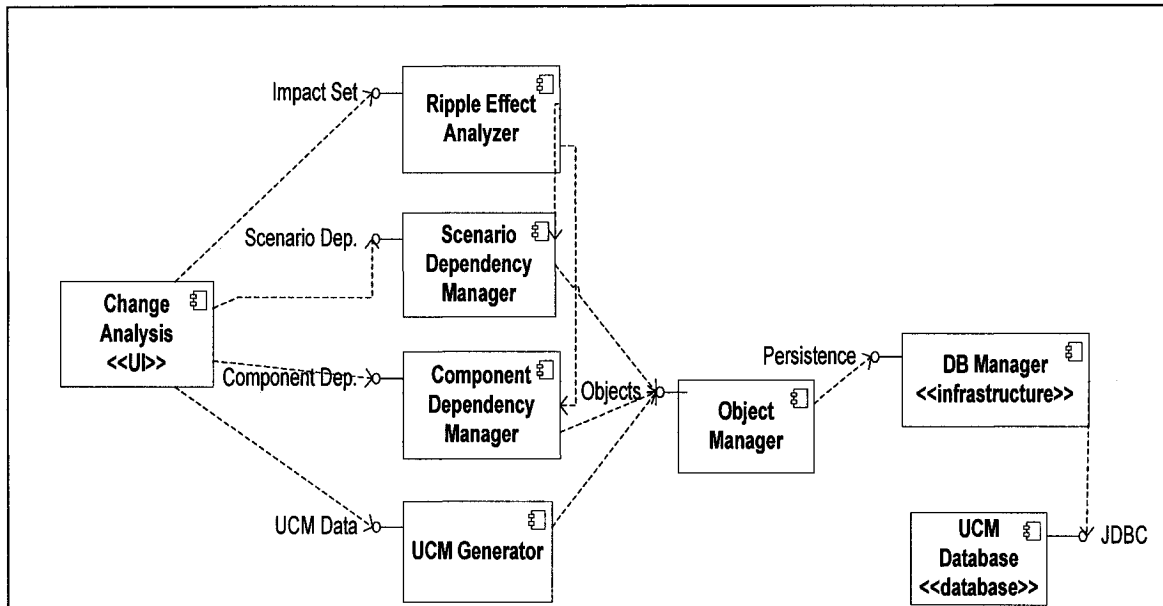 Impact Set
Ripple Effect
Analyzer
Scenario Dep.
Scenario
Dependency
Manager
Change
Analysis
<<UI>>
Component Dep.
Component
Dependency
Manager
Objects
Object
Manager
Persistence
DB Manager
<<infrastructure>>
UCM Data
UCM Generator
UCM
Database
<<database>>
JDBC